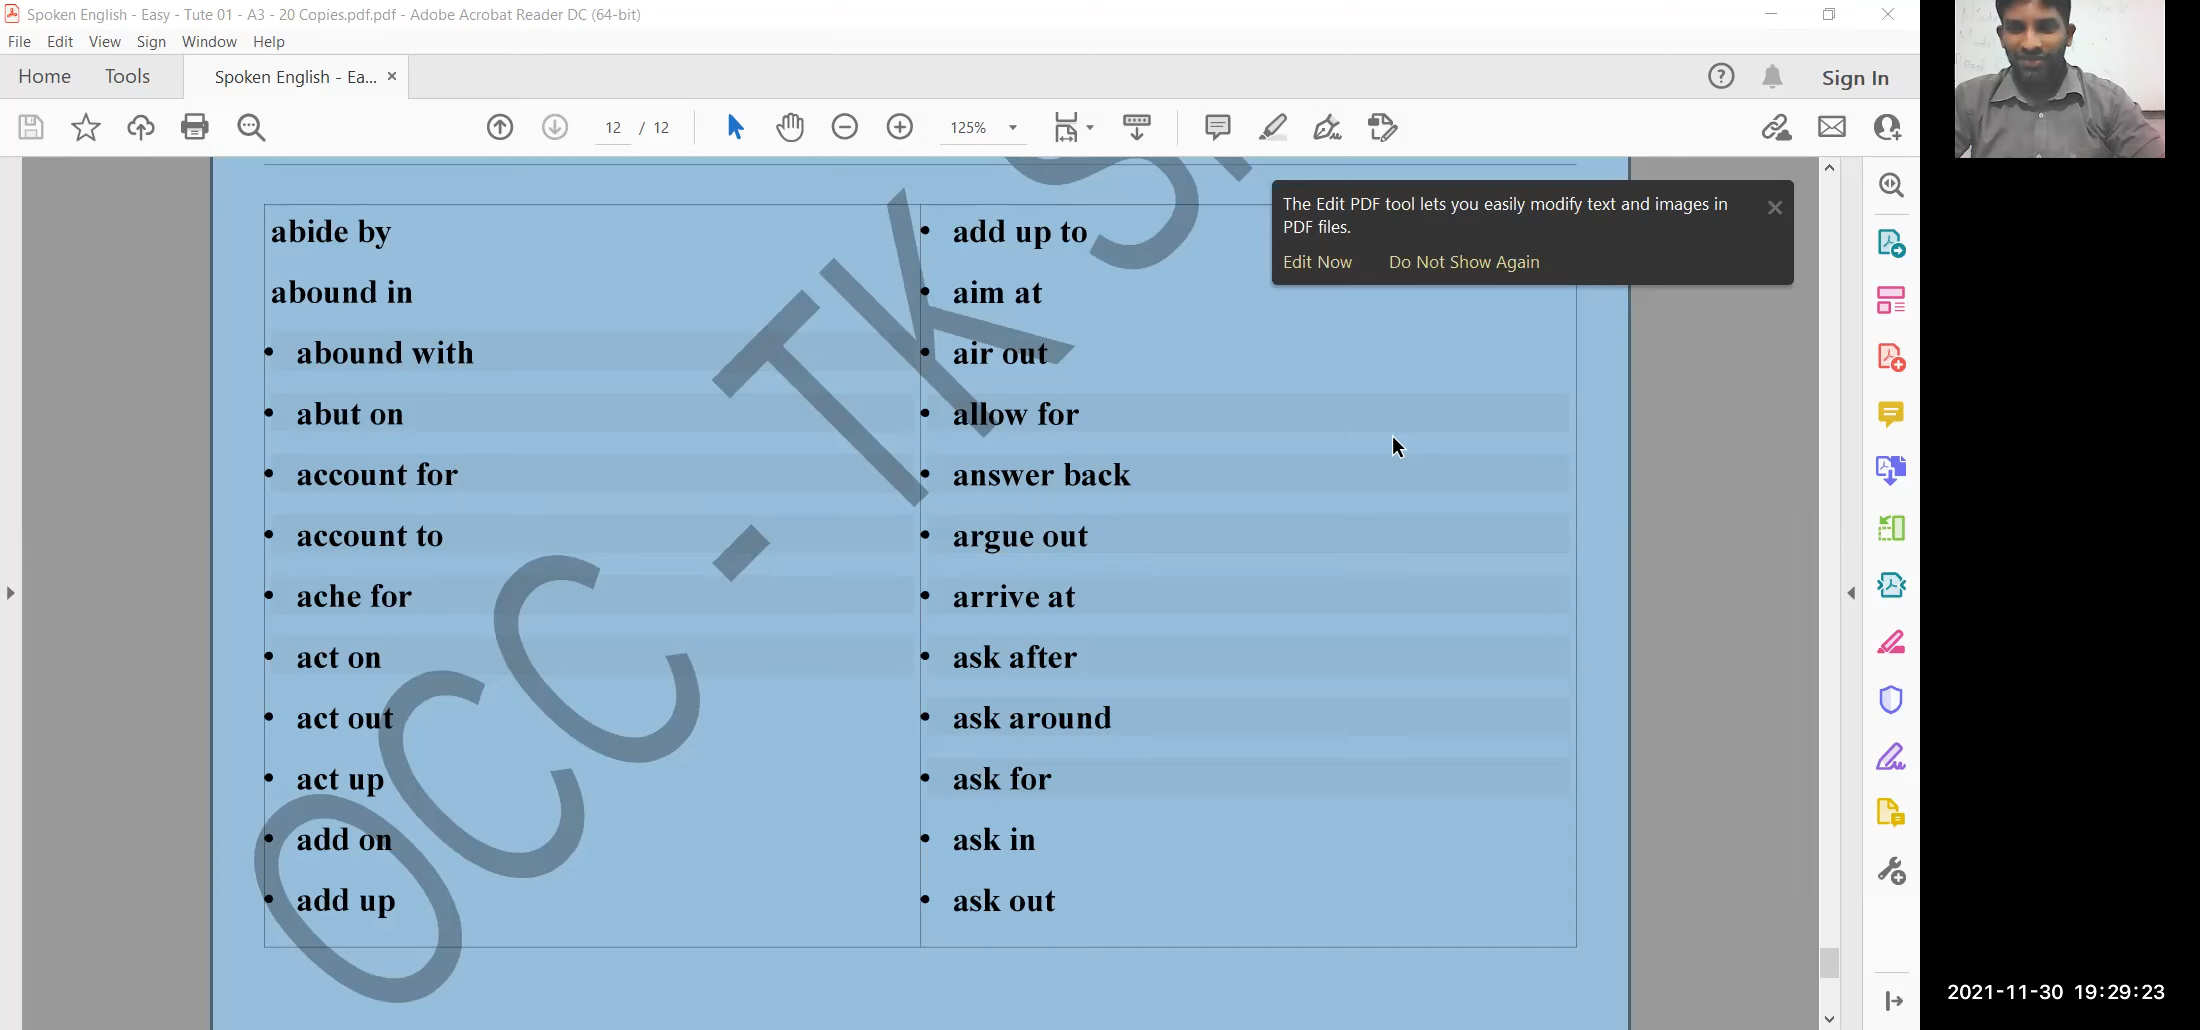 Spoken English - Easy - Tute 01 - A3 - 20 Copies.pdf.pdf - Adobe Acrobat Reader DC (64-bit)
File Edit View Sign Window Help
Home Tools Spoken English - Ea... Sign In
12 / 12 125%
The Edit PDF tool lets you easily modify text and images in
PDF files.
Edit Now Do Not Show Again
abide by
abound in
• abound with
• abut on
• account for
• account to
• ache for
• act on
• act out
• act up
• add on
• add up
• add up to
• aim at
• air out
• allow for
• answer back
• argue out
• arrive at
• ask after
• ask around
• ask for
• ask in
• ask out
OCC - TK
2021-11-30 19:29:23